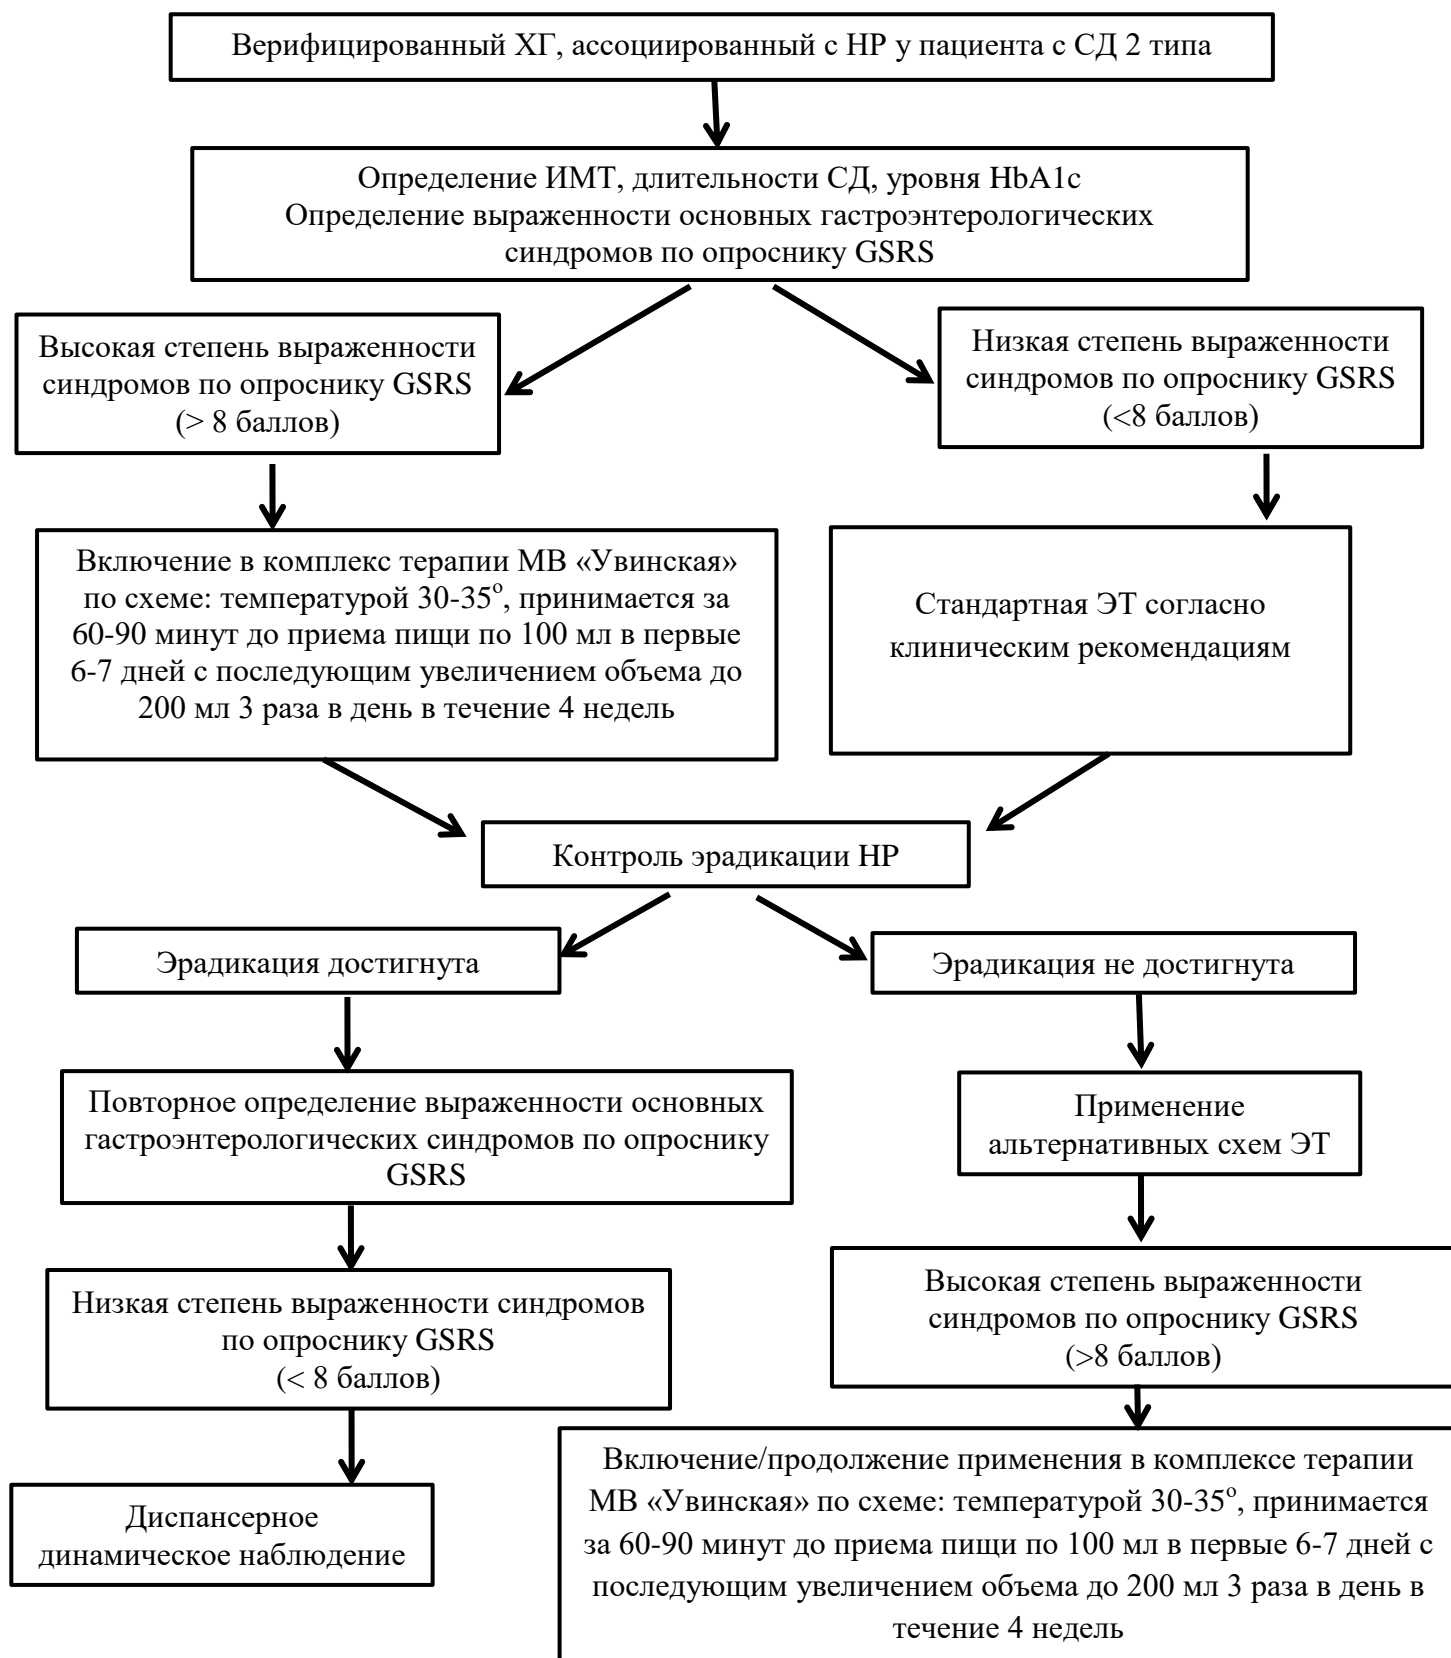 Верифицированный ХГ, ассоциированный с НР у пациента с СД 2 типа
Определение ИМТ, длительности СД, уровня HbA1c
Определение выраженности основных гастроэнтерологических
синдромов по опроснику GSRS
Высокая степень выраженности
синдромов по опроснику GSRS
(> 8 баллов)
Низкая степень выраженности
синдромов по опроснику GSRS
(<8 баллов)
Включение в комплекс терапии МВ «Увинская»
по схеме: температурой 30-35°, принимается за
60-90 минут до приема пищи по 100 мл в первые
6-7 дней с последующим увеличением объема до
200 мл 3 раза в день в течение 4 недель
Стандартная ЭТ согласно
клиническим рекомендациям
Контроль эрадикации НР
Эрадикация достигнута
Эрадикация не достигнута
Повторное определение выраженности основных
гастроэнтерологических синдромов по опроснику
GSRS
Применение
альтернативных схем ЭТ
Низкая степень выраженности синдромов
по опроснику GSRS
(< 8 баллов)
Высокая степень выраженности
синдромов по опроснику GSRS
(>8 баллов)
Диспансерное
динамическое наблюдение
Включение/продолжение применения в комплексе терапии
МВ «Увинская» по схеме: температурой 30-35°, принимается
за 60-90 минут до приема пищи по 100 мл в первые 6-7 дней с
последующим увеличением объема до 200 мл 3 раза в день в
течение 4 недель